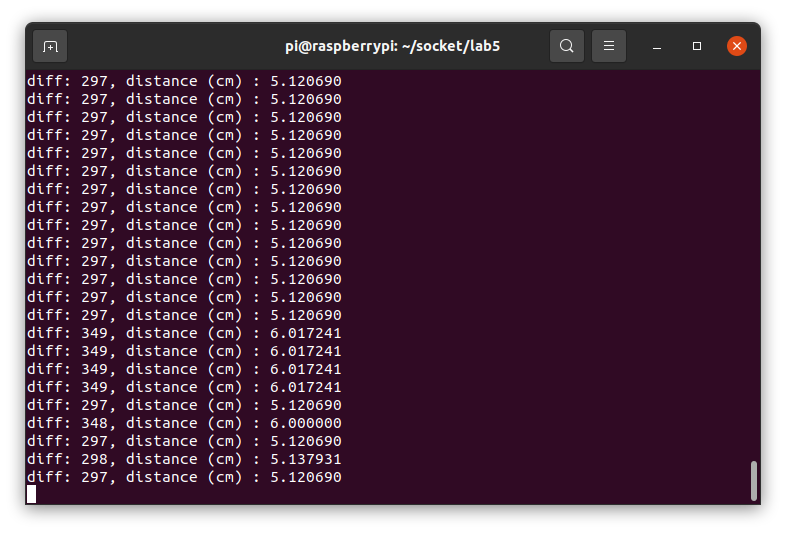 pi@raspberrypi: ~/socket/lab5
diff: 297, distance (cm) : 5.120690
diff: 297, distance (cm) : 5.120690
diff: 297, distance (cm) : 5.120690
diff: 297, distance (cm) : 5.120690
diff: 297, distance (cm) : 5.120690
diff: 297, distance (cm) : 5.120690
diff: 297, distance (cm) : 5.120690
diff: 297, distance (cm) : 5.120690
diff: 297, distance (cm) : 5.120690
diff: 297, distance (cm) : 5.120690
diff: 297, distance (cm) : 5.120690
diff: 297, distance (cm) : 5.120690
diff: 297, distance (cm) : 5.120690
diff: 297, distance (cm) : 5.120690
diff: 349, distance (cm) : 6.017241
diff: 349, distance (cm) : 6.017241
diff: 349, distance (cm) : 6.017241
diff: 349, distance (cm) : 6.017241
diff: 297, distance (cm) : 5.120690
diff: 348, distance (cm) : 6.000000
diff: 297, distance (cm) : 5.120690
diff: 298, distance (cm) : 5.137931
diff: 297, distance (cm) : 5.120690